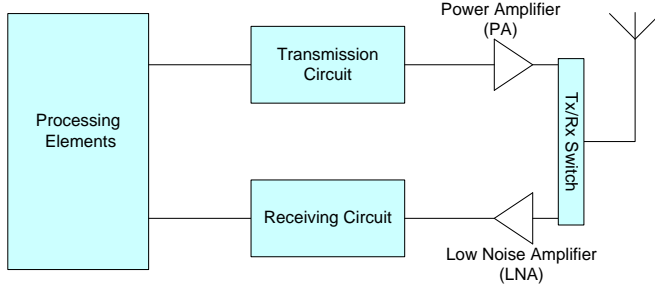 Power Amplifier
(PA)
Transmission
Circuit
Processing
Elements
Tx/Rx Switch
Receiving Circuit
Low Noise Amplifier
(LNA)